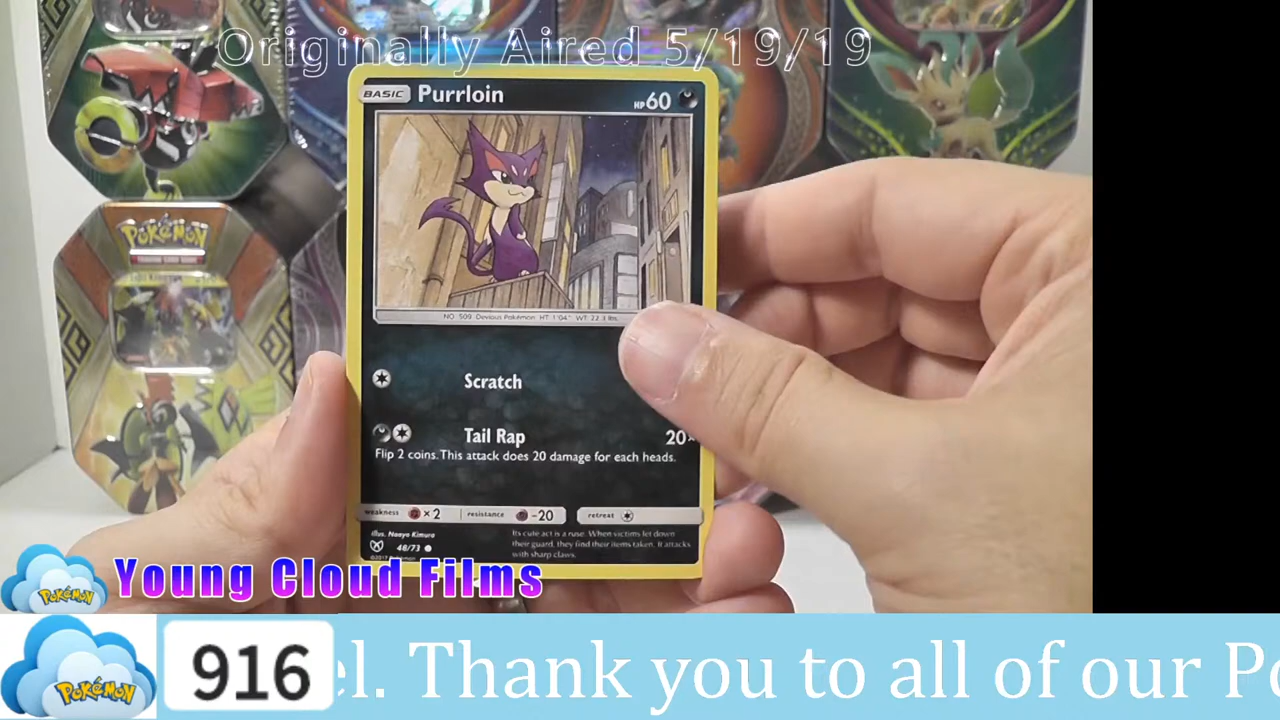 Originally Aired 5/19/19
BASIC Purrloin HP60
POKéMON
NO. 509 Devious Pokémon HT: 1'04" WT: 22.3 lbs.
Scratch
Tail Rap 20×
Flip 2 coins. This attack does 20 damage for each heads.
weakness ×2 resistance -20 retreat
Illus. Naoyo Kimura
48/73
©2017 Pokémon
Its cute act is a ruse. When victims let down
their guard, they find their items taken. It attacks
with sharp claws.
POKéMON Young Cloud Films
POKéMON 916 el. Thank you to all of our Po